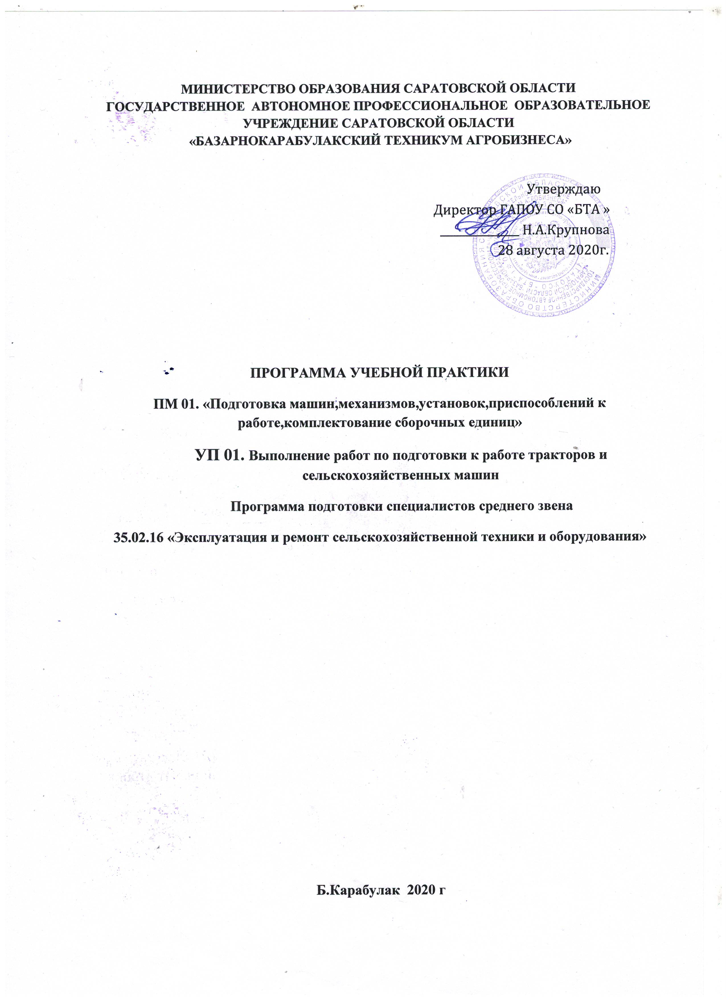 МИНИСТЕРСТВО ОБРАЗОВАНИЯ САРАТОВСКОЙ ОБЛАСТИ
ГОСУДАРСТВЕННОЕ АВТОНОМНОЕ ПРОФЕССИОНАЛЬНОЕ ОБРАЗОВАТЕЛЬНОЕ
УЧРЕЖДЕНИЕ САРАТОВСКОЙ ОБЛАСТИ
«БАЗАРНОКАРАБУЛАКСКИЙ ТЕХНИКУМ АГРОБИЗНЕСА»
Утверждаю
Директор ГАПОУ СО «БТА »
____________ Н.А.Крупнова
28 августа 2020г.
ПРОГРАММА УЧЕБНОЙ ПРАКТИКИ
ПМ 01. «Подготовка машин,механизмов,установок,приспособлений к
работе,комплектование сборочных единиц»
УП 01. Выполнение работ по подготовки к работе тракторов и
сельскохозяйственных машин
Программа подготовки специалистов среднего звена
35.02.16 «Эксплуатация и ремонт сельскохозяйственной техники и оборудования»
Б.Карабулак 2020 г